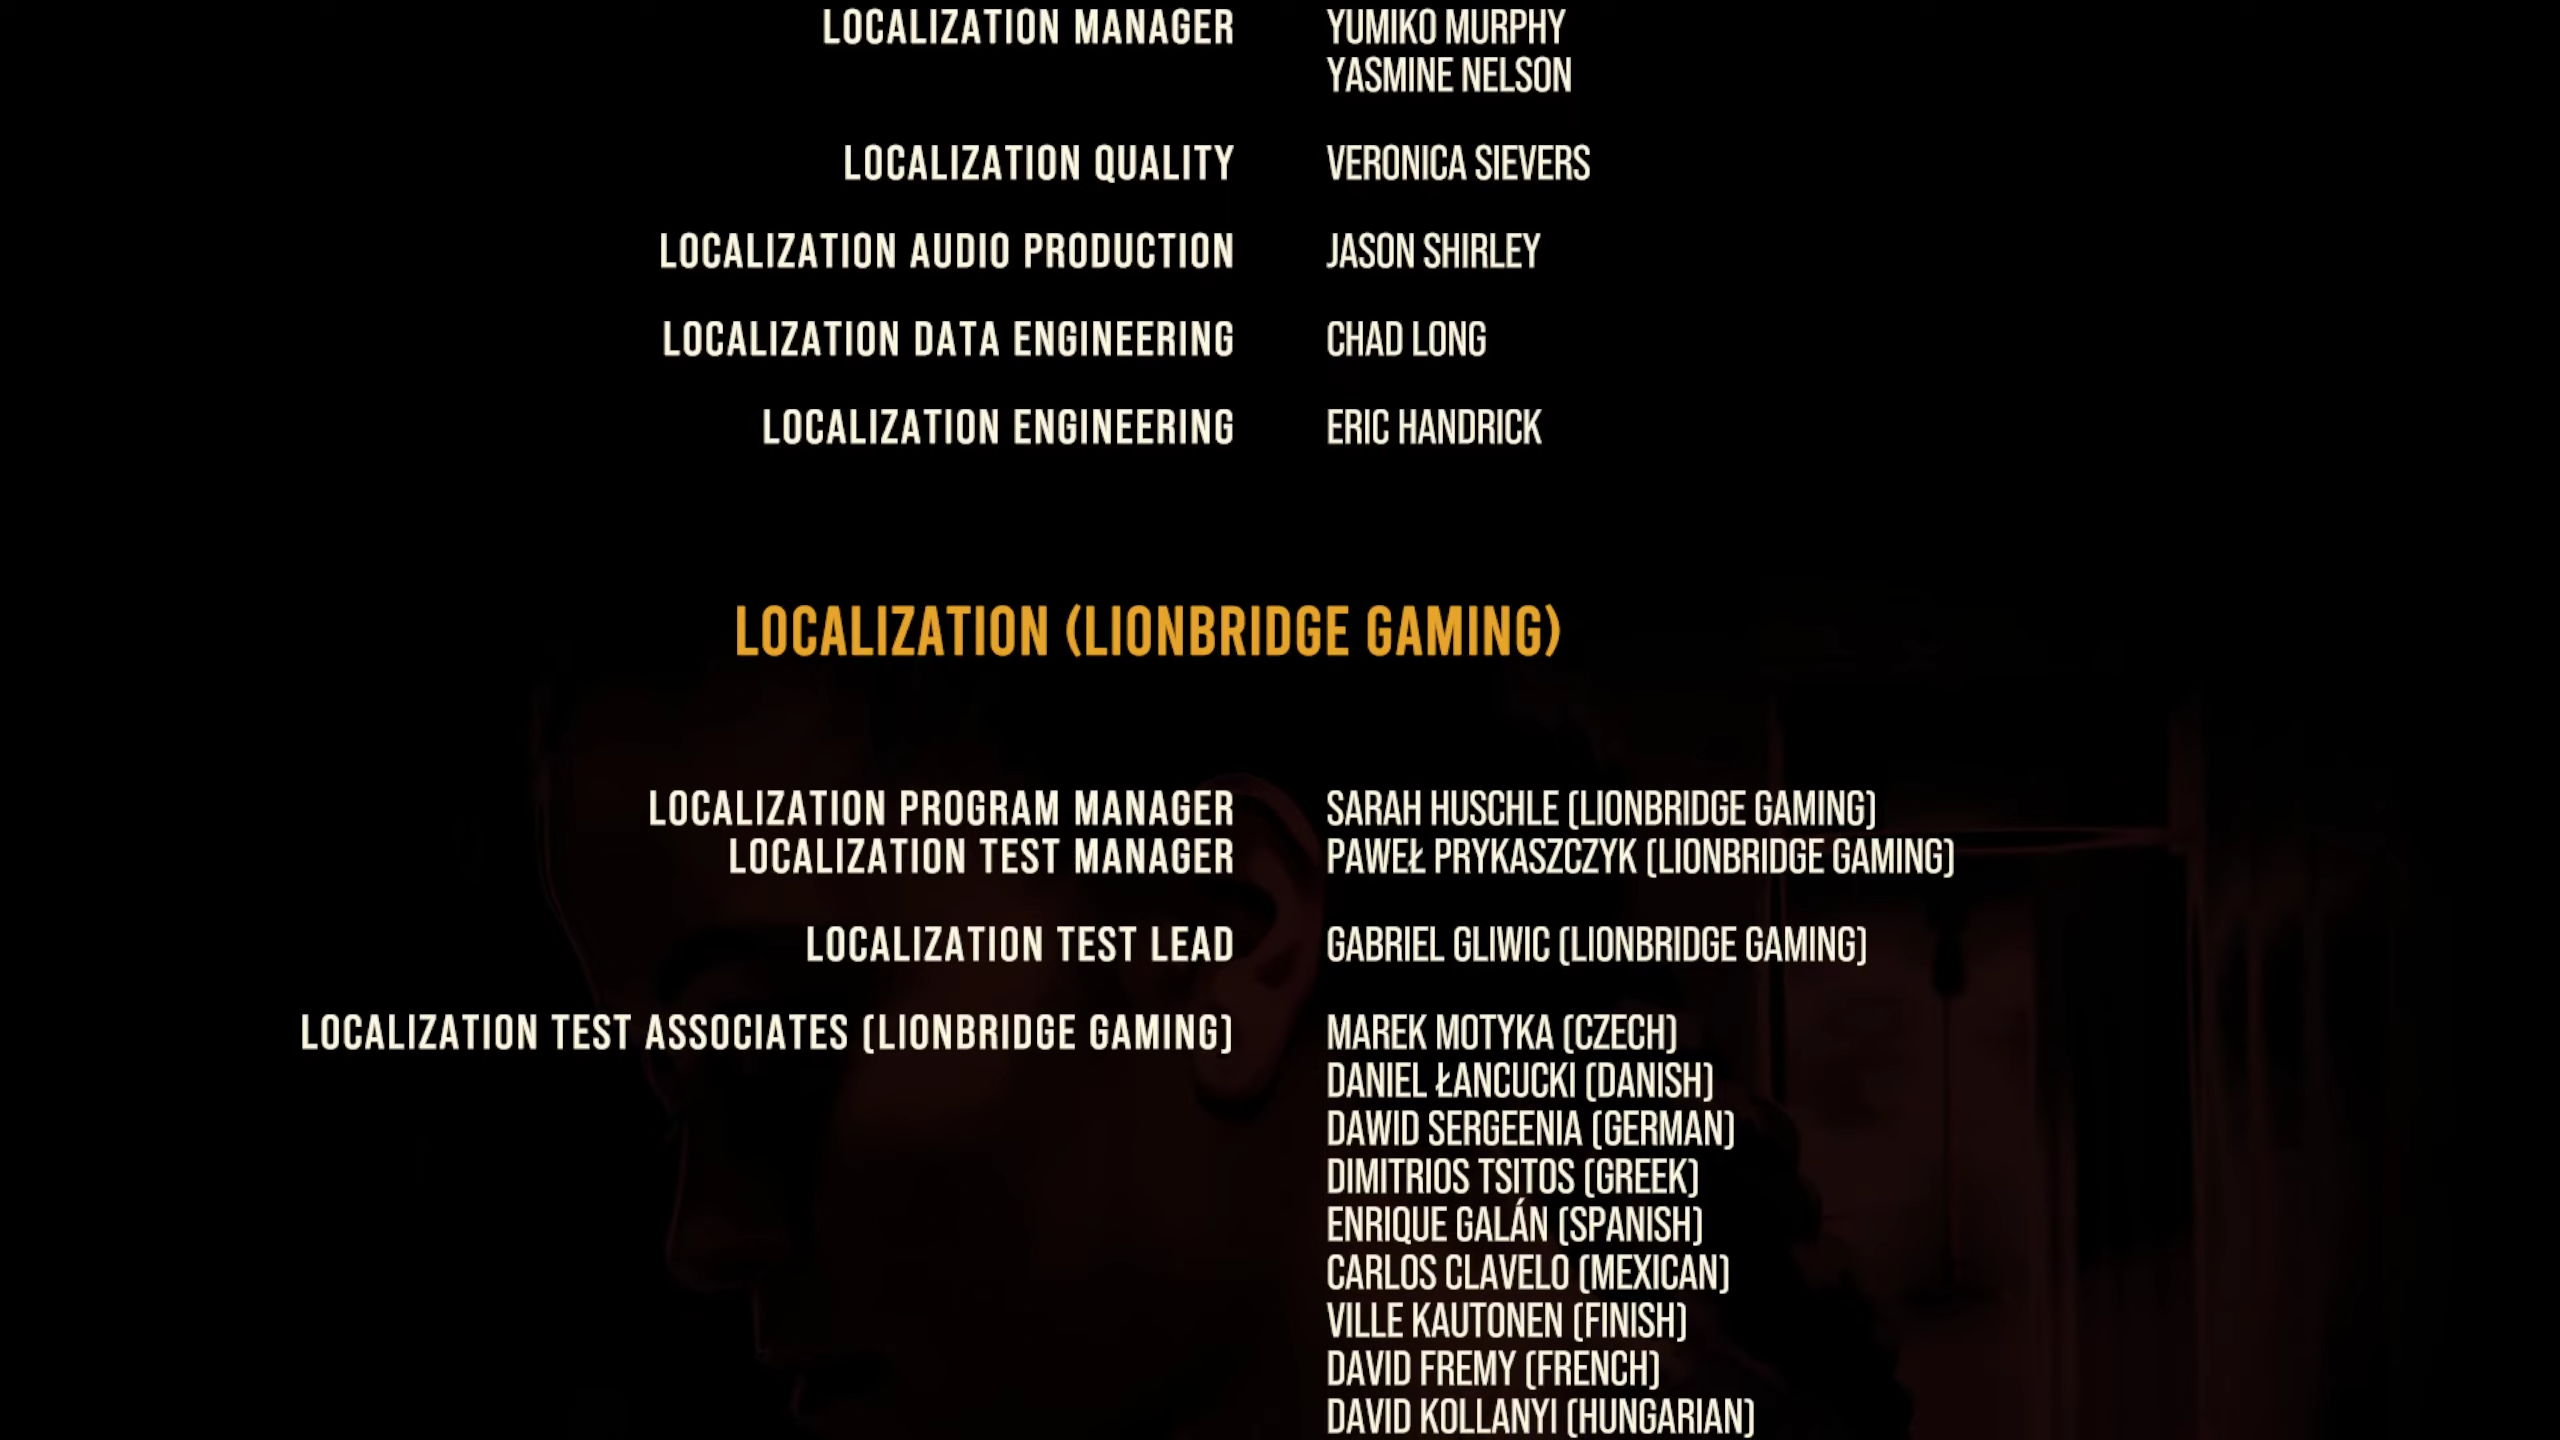 LOCALIZATION MANAGER YUMIKO MURPHY
YASMINE NELSON
LOCALIZATION QUALITY VERONICA SIEVERS
LOCALIZATION AUDIO PRODUCTION JASON SHIRLEY
LOCALIZATION DATA ENGINEERING CHAD LONG
LOCALIZATION ENGINEERING ERIC HANDRICK
LOCALIZATION (LIONBRIDGE GAMING)
LOCALIZATION PROGRAM MANAGER SARAH HUSCHLE (LIONBRIDGE GAMING)
LOCALIZATION TEST MANAGER PAWEŁ PRYKASZCZYK (LIONBRIDGE GAMING)
LOCALIZATION TEST LEAD GABRIEL GLIWIC (LIONBRIDGE GAMING)
LOCALIZATION TEST ASSOCIATES (LIONBRIDGE GAMING) MAREK MOTYKA (CZECH)
DANIEL ŁANCUCKI (DANISH)
DAWID SERGEENIA (GERMAN)
DIMITRIOS TSITOS (GREEK)
ENRIQUE GALÁN (SPANISH)
CARLOS CLAVELO (MEXICAN)
VILLE KAUTONEN (FINISH)
DAVID FREMY (FRENCH)
DAVID KOLLANYI (HUNGARIAN)